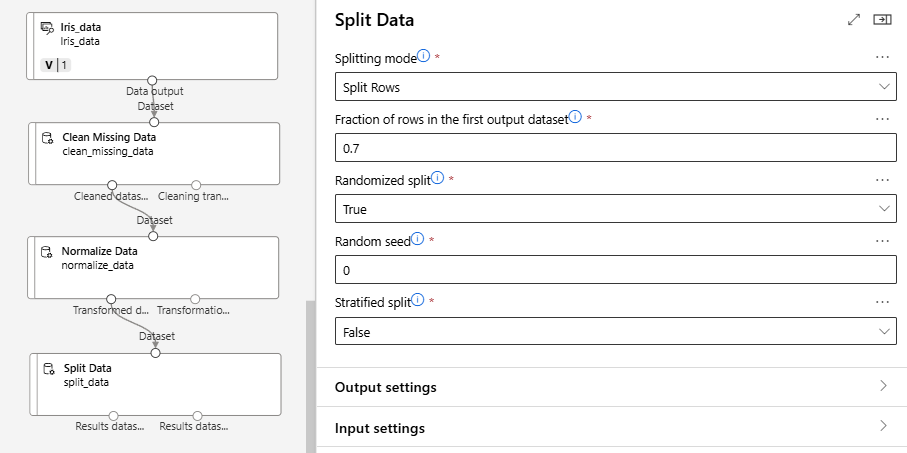 Iris_data
Iris_data
V | 1
Data output
Dataset
Clean Missing Data
clean_missing_data
Cleaned datas... Cleaning tran...
Dataset
Normalize Data
normalize_data
Transformed d... Transformatio...
Dataset
Split Data
split_data
Results datas... Results datas...
Split Data
Splitting mode *
Split Rows
Fraction of rows in the first output dataset *
0.7
Randomized split *
True
Random seed *
0
Stratified split *
False
Output settings
Input settings